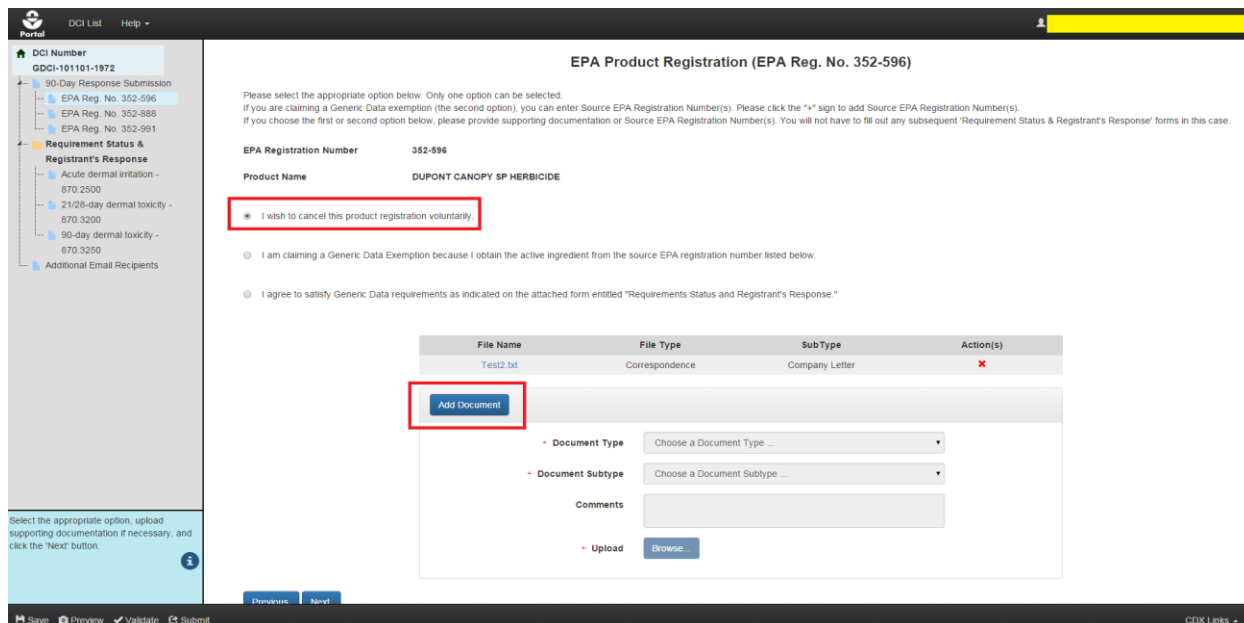 Portal
DCI List
Help
DCI Number
GDCI-101101-1972
90-Day Response Submission
EPA Reg. No. 352-596
EPA Reg. No. 352-888
EPA Reg. No. 352-991
Requirement Status &
Registrant's Response
Acute dermal irritation -
870.2500
21/28-day dermal toxicity -
870.3200
90-day dermal toxicity -
870.3250
Additional Email Recipients
Select the appropriate option, upload
supporting documentation if necessary, and
click the 'Next' button.
EPA Product Registration (EPA Reg. No. 352-596)
Please select the appropriate option below. Only one option can be selected.
If you are claiming a Generic Data exemption (the second option), you can enter Source EPA Registration Number(s). Please click the "+" sign to add Source EPA Registration Number(s).
If you choose the first or second option below, please provide supporting documentation or Source EPA Registration Number(s). You will not have to fill out any subsequent 'Requirement Status & Registrant's Response' forms in this case.
EPA Registration Number 352-596
Product Name DUPONT CANOPY SP HERBICIDE
I wish to cancel this product registration voluntarily.
I am claiming a Generic Data Exemption because I obtain the active ingredient from the source EPA registration number listed below.
I agree to satisfy Generic Data requirements as indicated on the attached form entitled "Requirements Status and Registrant's Response."
File Name File Type SubType Action(s)
Test2.txt Correspondence Company Letter
Add Document
* Document Type Choose a Document Type ...
* Document Subtype Choose a Document Subtype ...
Comments
* Upload Browse...
Previous Next
Save Preview Validate Submit CDX Links